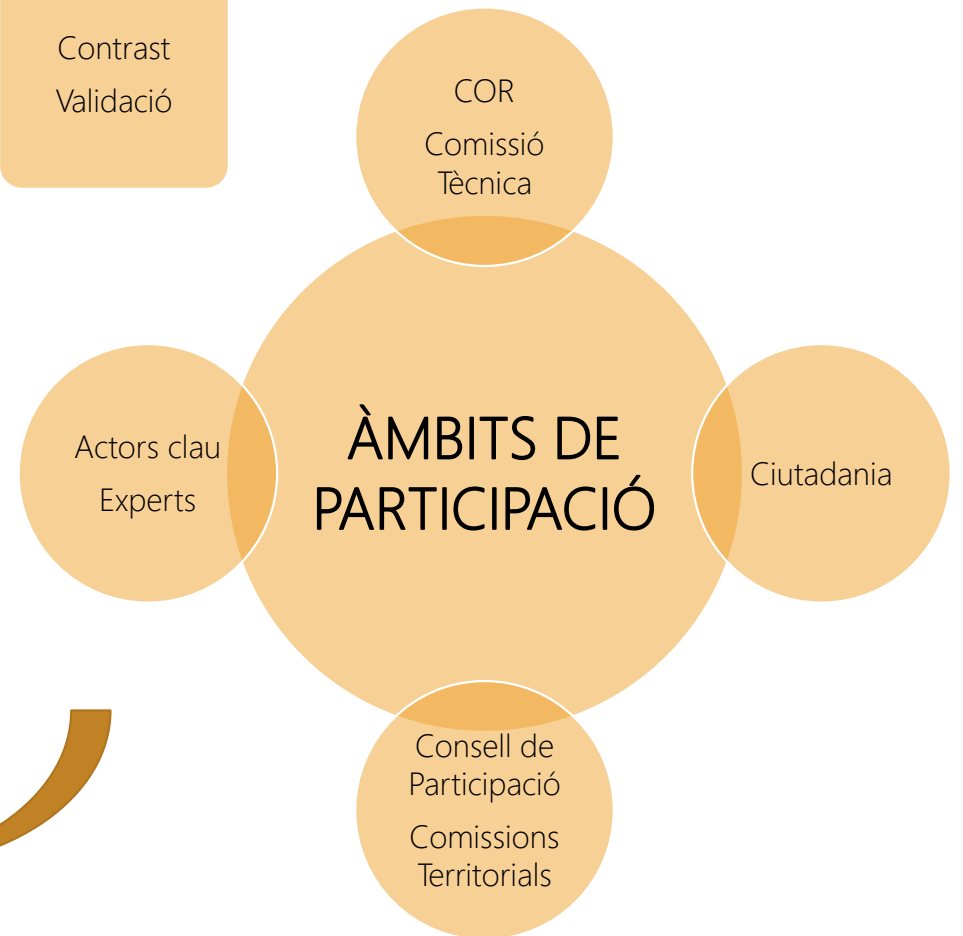 Contrast
Validació
COR
Comissió
Tècnica
Actors clau
Experts
ÀMBITS DE
PARTICIPACIÓ
Ciutadania
Consell de
Participació
Comissions
Territorials